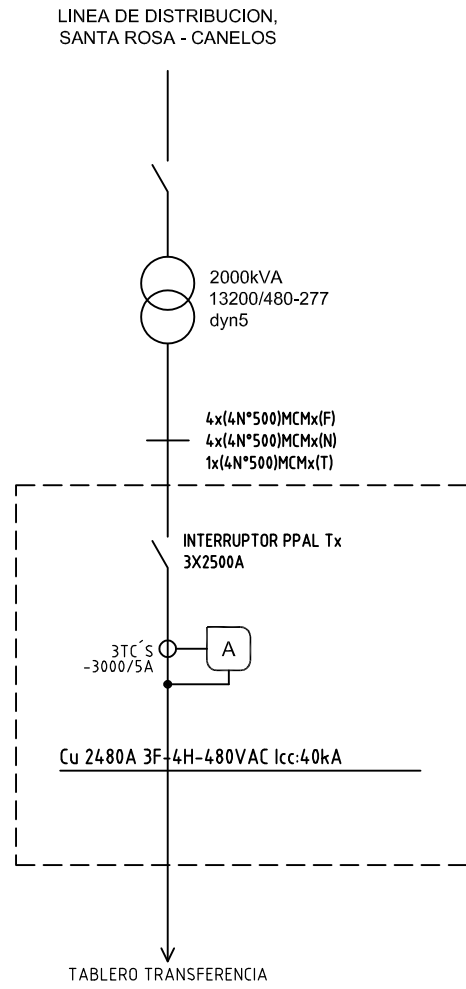 LINEA DE DISTRIBUCION,
SANTA ROSA - CANELOS
2000kVA
13200/480-277
dyn5
4x(4N°500)MCMx(F)
4x(4N°500)MCMx(N)
1x(4N°500)MCMx(T)
INTERRUPTOR PPAL Tx
3X2500A
3TC´S
-3000/5A
A
Cu 2480A 3F-4H-480VAC Icc:40kA
TABLERO TRANSFERENCIA